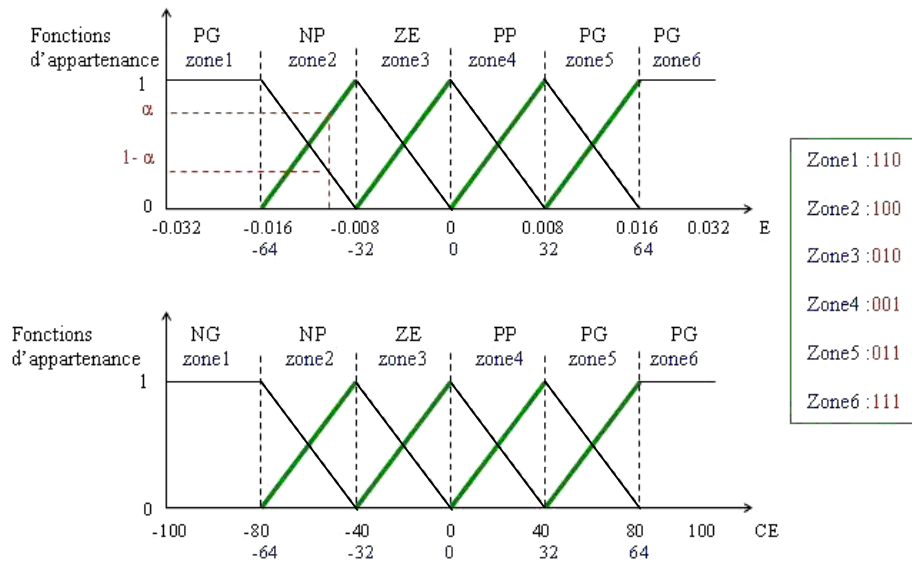 Fonctions
d'appartenance
PG NP ZE PP PG PG
zone1 zone2 zone3 zone4 zone5 zone6
1
α
1- α
0
-0.032 -0.016 -0.008 0 0.008 0.016 0.032 E
-64 -32 0 32 64
Zone1 :110
Zone2 :100
Zone3 :010
Zone4 :001
Zone5 :011
Zone6 :111
Fonctions
d'appartenance
NG NP ZE PP PG PG
zone1 zone2 zone3 zone4 zone5 zone6
1
0
-100 -80 -40 0 40 80 100 CE
-64 -32 0 32 64